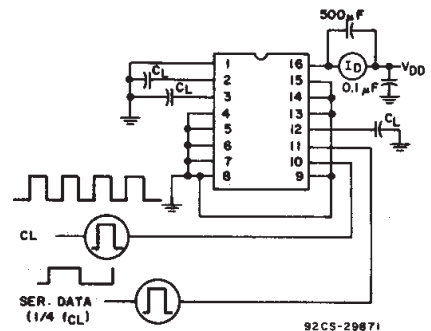 500μF
1 16
ID
VDD
CL
2 15
0.1μF
CL
3 14
4 13
5 12
CL
6 11
7 10
8 9
CL
SER. DATA
(1/4 fCL)
92CS-29871